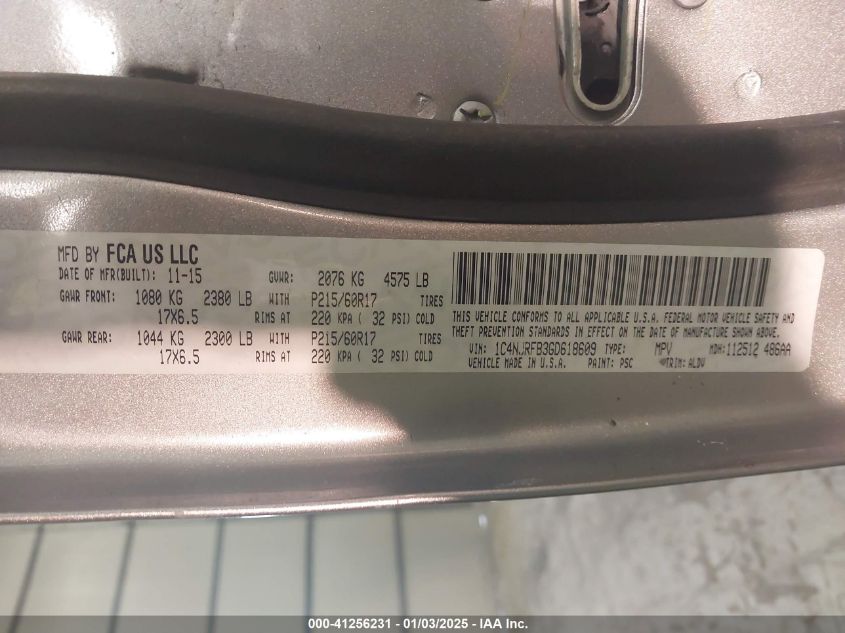 MFD BY FCA US LLC
DATE OF MFR(BUILT): 11-15 GVWR: 2076 KG 4575 LB
GAWR FRONT: 1080 KG 2380 LB WITH P215/60R17 TIRES
17X6.5 RIMS AT 220 KPA ( 32 PSI) COLD
GAWR REAR: 1044 KG 2300 LB WITH P215/60R17 TIRES
17X6.5 RIMS AT 220 KPA ( 32 PSI) COLD
THIS VEHICLE CONFORMS TO ALL APPLICABLE U.S.A. FEDERAL MOTOR VEHICLE SAFETY AND
THEFT PREVENTION STANDARDS IN EFFECT ON THE DATE OF MANUFACTURE SHOWN ABOVE.
VIN: 1C4NJRFB3GD618609 TYPE: MPV MDH:112512 486AA
VEHICLE MADE IN U.S.A. PAINT: PSC TRIM: ALDV
000-41256231 - 01/03/2025 - IAA Inc.